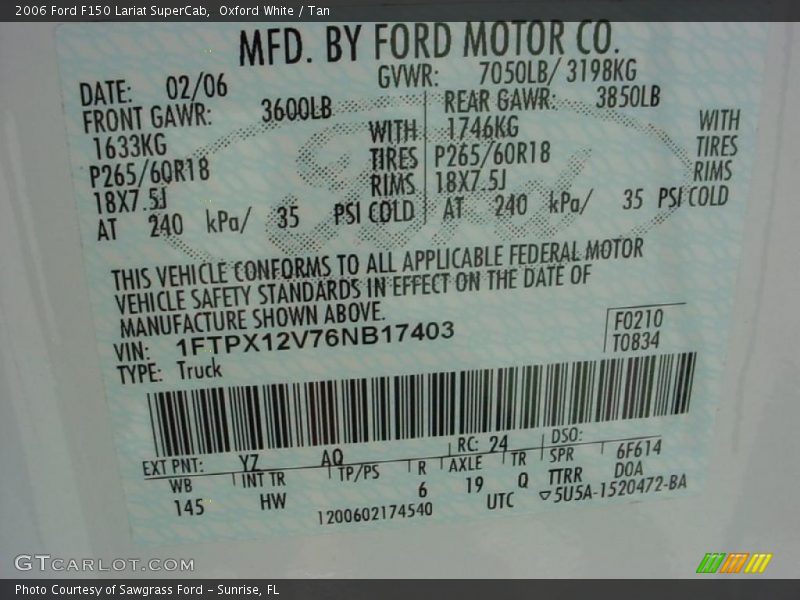 2006 Ford F150 Lariat SuperCab,  Oxford White / Tan
MFD. BY FORD MOTOR CO.
DATE: 02/06 GVWR: 7050LB/ 3198KG
FRONT GAWR: 3600LB REAR GAWR: 3850LB
1633KG WITH 1746KG WITH
P265/60R18 TIRES P265/60R18 TIRES
18X7.5J RIMS 18X7.5J RIMS
AT 240 kPa/ 35 PSI COLD AT 240 kPa/ 35 PSI COLD
THIS VEHICLE CONFORMS TO ALL APPLICABLE FEDERAL MOTOR
VEHICLE SAFETY STANDARDS IN EFFECT ON THE DATE OF
MANUFACTURE SHOWN ABOVE.
VIN: 1FTPX12V76NB17403 F0210
TYPE: Truck T0834
EXT PNT: YZ AQ RC: 24 DSO:
WB INT TR TP/PS R AXLE TR SPR 6F614
145 HW 6 19 Q TTRR DOA
1200602174540 UTC ▽5U5A-1520472-BA
Ford
GTCARLOT.COM
Photo Courtesy of Sawgrass Ford - Sunrise, FL